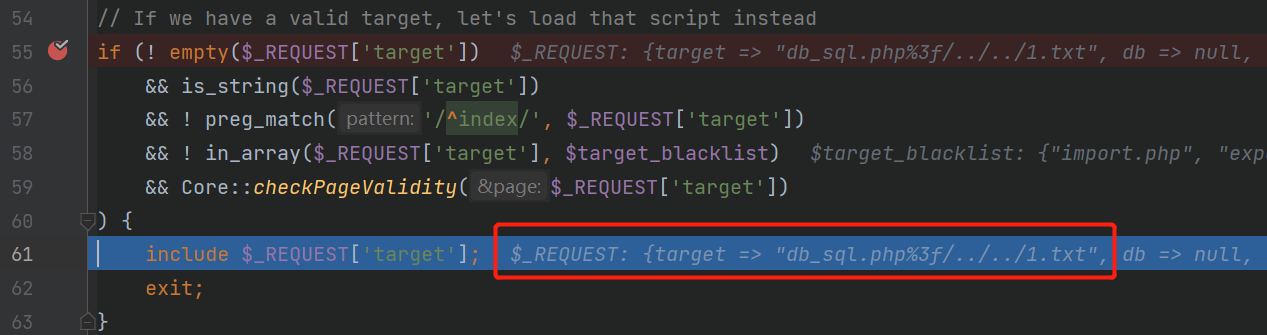 54 // If we have a valid target, let's load that script instead
55 if (! empty($_REQUEST['target']) $_REQUEST: {target => "db_sql.php%3f/../../1.txt", db => null,
56 && is_string($_REQUEST['target'])
57 && ! preg_match( pattern: '/^index/', $_REQUEST['target'])
58 && ! in_array($_REQUEST['target'], $target_blacklist) $target_blacklist: {"import.php", "exp
59 && Core::checkPageValidity( &page: $_REQUEST['target'])
60 ) {
61 include $_REQUEST['target']; $_REQUEST: {target => "db_sql.php%3f/../../1.txt", db => null,
62 exit;
63 }